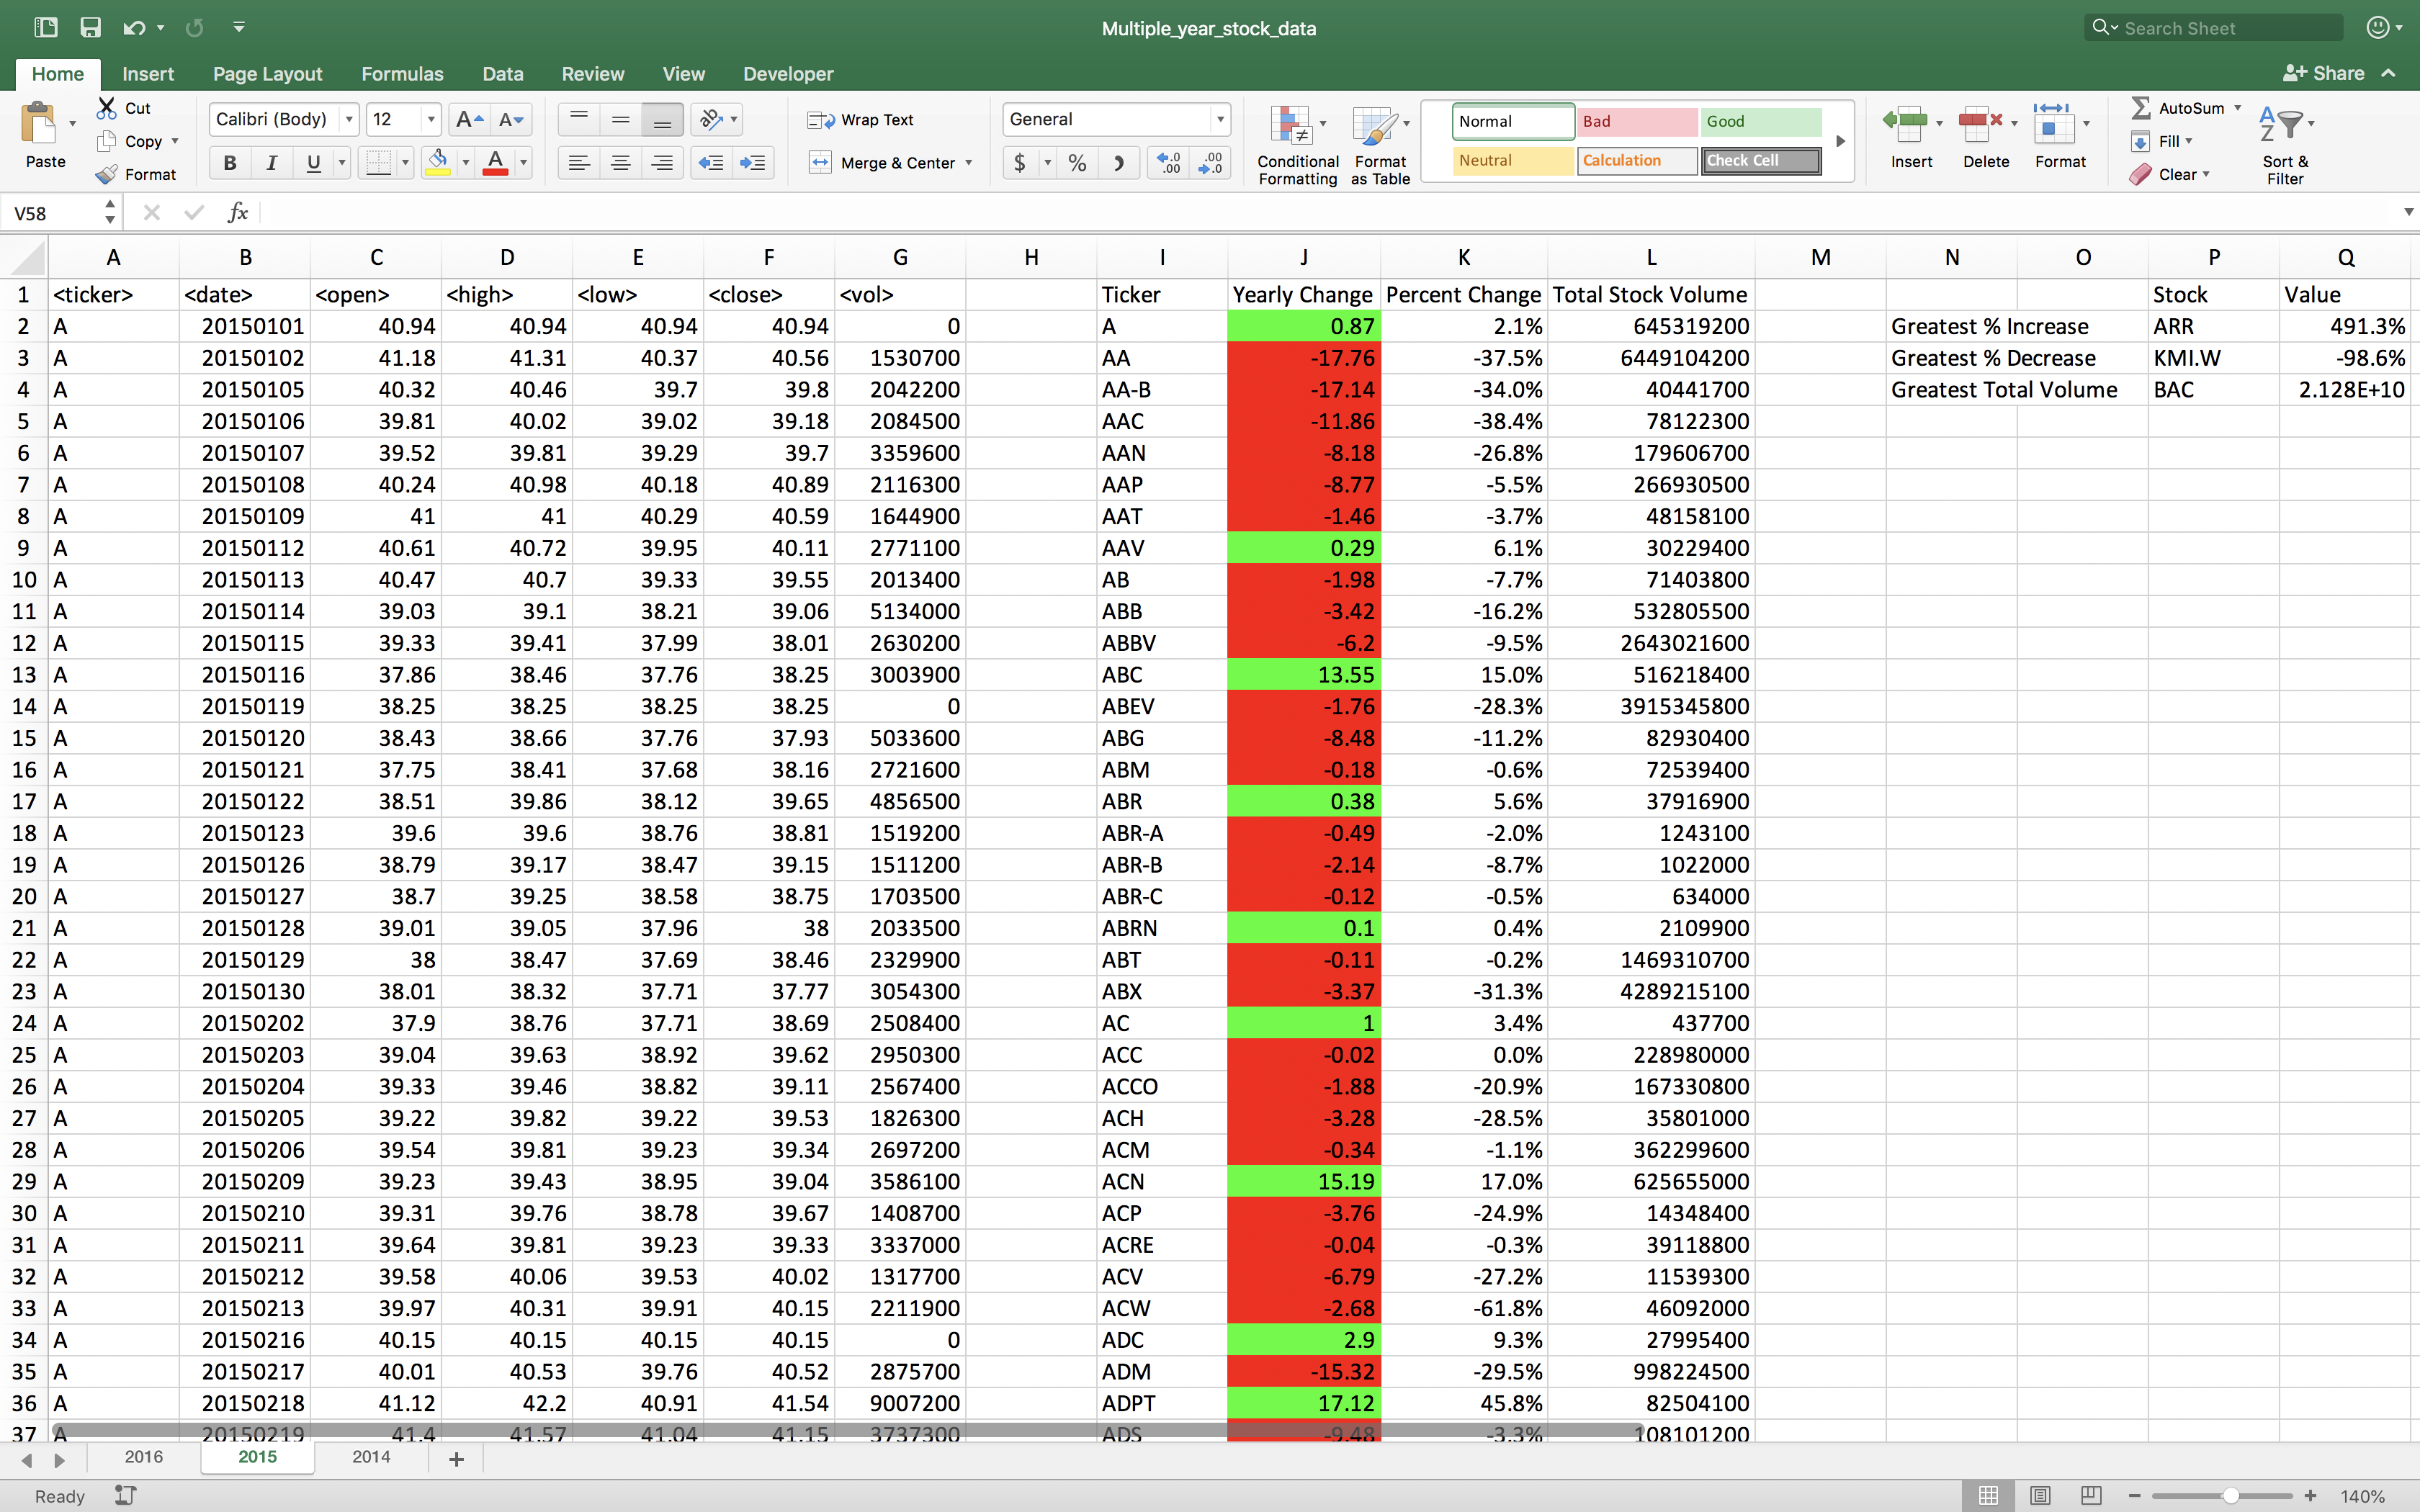 Multiple_year_stock_data
Search Sheet
Home Insert Page Layout Formulas Data Review View Developer Share
Paste Cut Copy Format
Calibri (Body) 12
B I U A
Wrap Text
Merge & Center
General
$ % )
Conditional Formatting Format as Table
Normal Bad Good
Neutral Calculation Check Cell
Insert Delete Format
AutoSum Fill Clear
Sort & Filter
V58 fx
A B C D E F G H I J K L M N O P Q
1 <ticker> <date> <open> <high> <low> <close> <vol> Ticker Yearly Change Percent Change Total Stock Volume Stock Value
2 A 20150101 40.94 40.94 40.94 40.94 0 A 0.87 2.1% 645319200 Greatest % Increase ARR 491.3%
3 A 20150102 41.18 41.31 40.37 40.56 1530700 AA -17.76 -37.5% 6449104200 Greatest % Decrease KMI.W -98.6%
4 A 20150105 40.32 40.46 39.7 39.8 2042200 AA-B -17.14 -34.0% 40441700 Greatest Total Volume BAC 2.128E+10
5 A 20150106 39.81 40.02 39.02 39.18 2084500 AAC -11.86 -38.4% 78122300
6 A 20150107 39.52 39.81 39.29 39.7 3359600 AAN -8.18 -26.8% 179606700
7 A 20150108 40.24 40.98 40.18 40.89 2116300 AAP -8.77 -5.5% 266930500
8 A 20150109 41 41 40.29 40.59 1644900 AAT -1.46 -3.7% 48158100
9 A 20150112 40.61 40.72 39.95 40.11 2771100 AAV 0.29 6.1% 30229400
10 A 20150113 40.47 40.7 39.33 39.55 2013400 AB -1.98 -7.7% 71403800
11 A 20150114 39.03 39.1 38.21 39.06 5134000 ABB -3.42 -16.2% 532805500
12 A 20150115 39.33 39.41 37.99 38.01 2630200 ABBV -6.2 -9.5% 2643021600
13 A 20150116 37.86 38.46 37.76 38.25 3003900 ABC 13.55 15.0% 516218400
14 A 20150119 38.25 38.25 38.25 38.25 0 ABEV -1.76 -28.3% 3915345800
15 A 20150120 38.43 38.66 37.76 37.93 5033600 ABG -8.48 -11.2% 82930400
16 A 20150121 37.75 38.41 37.68 38.16 2721600 ABM -0.18 -0.6% 72539400
17 A 20150122 38.51 39.86 38.12 39.65 4856500 ABR 0.38 5.6% 37916900
18 A 20150123 39.6 39.6 38.76 38.81 1519200 ABR-A -0.49 -2.0% 1243100
19 A 20150126 38.79 39.17 38.47 39.15 1511200 ABR-B -2.14 -8.7% 1022000
20 A 20150127 38.7 39.25 38.58 38.75 1703500 ABR-C -0.12 -0.5% 634000
21 A 20150128 39.01 39.05 37.96 38 2033500 ABRN 0.1 0.4% 2109900
22 A 20150129 38 38.47 37.69 38.46 2329900 ABT -0.11 -0.2% 1469310700
23 A 20150130 38.01 38.32 37.71 37.77 3054300 ABX -3.37 -31.3% 4289215100
24 A 20150202 37.9 38.76 37.71 38.69 2508400 AC 1 3.4% 437700
25 A 20150203 39.04 39.63 38.92 39.62 2950300 ACC -0.02 0.0% 228980000
26 A 20150204 39.33 39.46 38.82 39.11 2567400 ACCO -1.88 -20.9% 167330800
27 A 20150205 39.22 39.82 39.22 39.53 1826300 ACH -3.28 -28.5% 35801000
28 A 20150206 39.54 39.81 39.23 39.34 2697200 ACM -0.34 -1.1% 362299600
29 A 20150209 39.23 39.43 38.95 39.04 3586100 ACN 15.19 17.0% 625655000
30 A 20150210 39.31 39.76 38.78 39.67 1408700 ACP -3.76 -24.9% 14348400
31 A 20150211 39.64 39.81 39.23 39.33 3337000 ACRE -0.04 -0.3% 39118800
32 A 20150212 39.58 40.06 39.53 40.02 1317700 ACV -6.79 -27.2% 11539300
33 A 20150213 39.97 40.31 39.91 40.15 2211900 ACW -2.68 -61.8% 46092000
34 A 20150216 40.15 40.15 40.15 40.15 0 ADC 2.9 9.3% 27995400
35 A 20150217 40.01 40.53 39.76 40.52 2875700 ADM -15.32 -29.5% 998224500
36 A 20150218 41.12 42.2 40.91 41.54 9007200 ADPT 17.12 45.8% 82504100
37 A 20150219 41.4 41.57 41.04 41.15 3737300 ADS -9.48 -3.3% 108101200
2016 2015 2014 +
Ready 140%